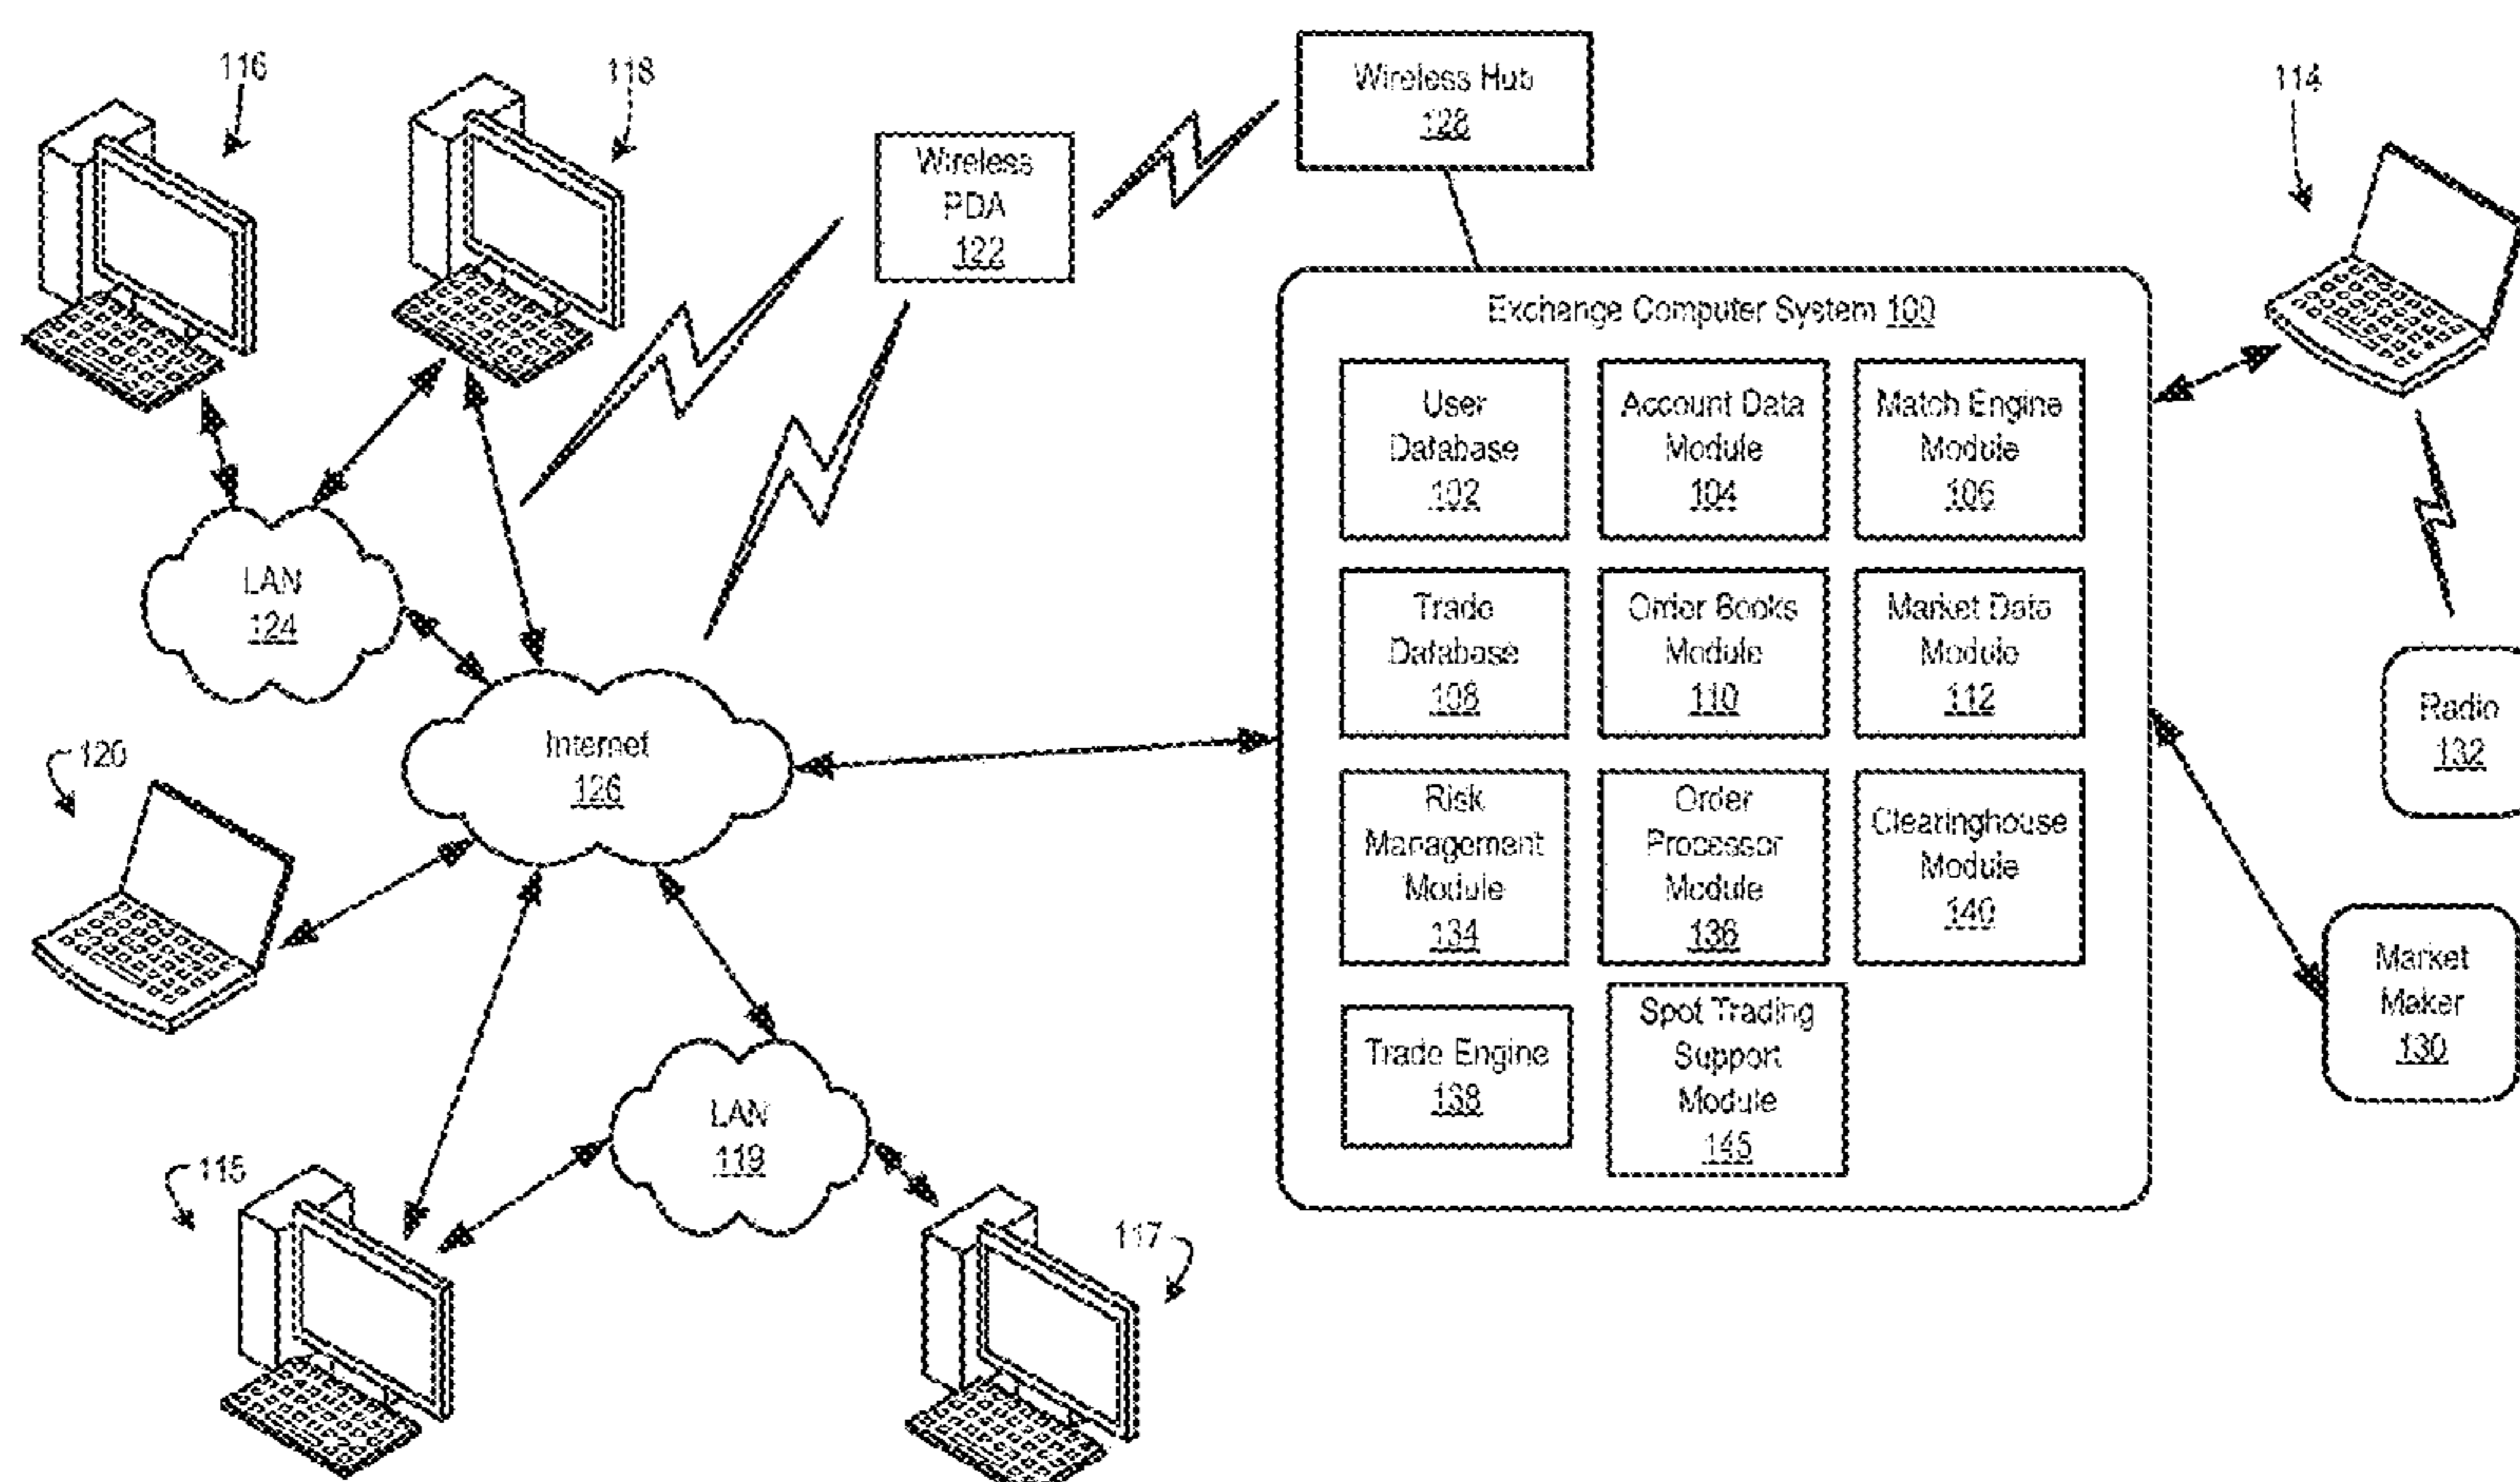 116
118
Wireless Hub
128
114
Wireless
PDA
122
Exchange Computer System 100
User
Database
102
Account Data
Module
104
Match Engine
Module
106
LAN
124
Trade
Database
108
Order Books
Module
110
Market Data
Module
112
Radio
132
Internet
126
120
Risk
Management
Module
134
Order
Processor
Module
136
Clearinghouse
Module
140
Market
Maker
130
Trade Engine
138
Spot Trading
Support
Module
145
LAN
119
115
117